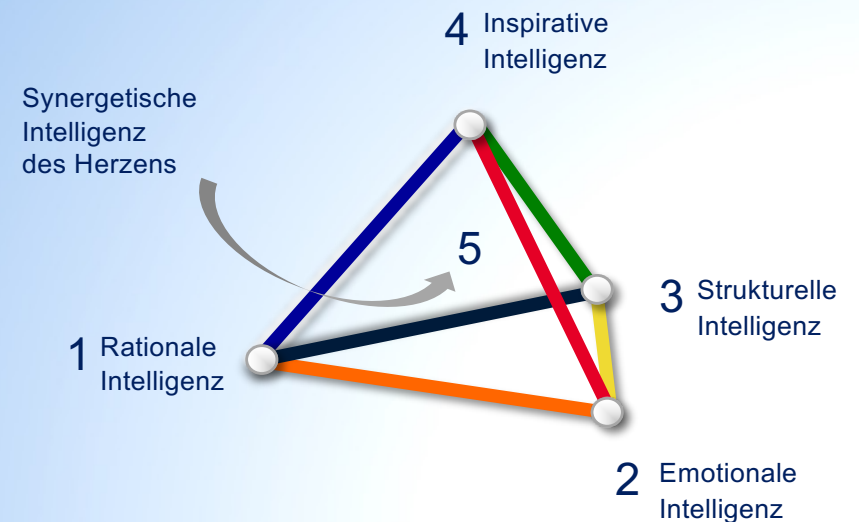 4 Inspirative
Intelligenz
Synergetische
Intelligenz
des Herzens
5
3 Strukturelle
Intelligenz
1 Rationale
Intelligenz
2 Emotionale
Intelligenz